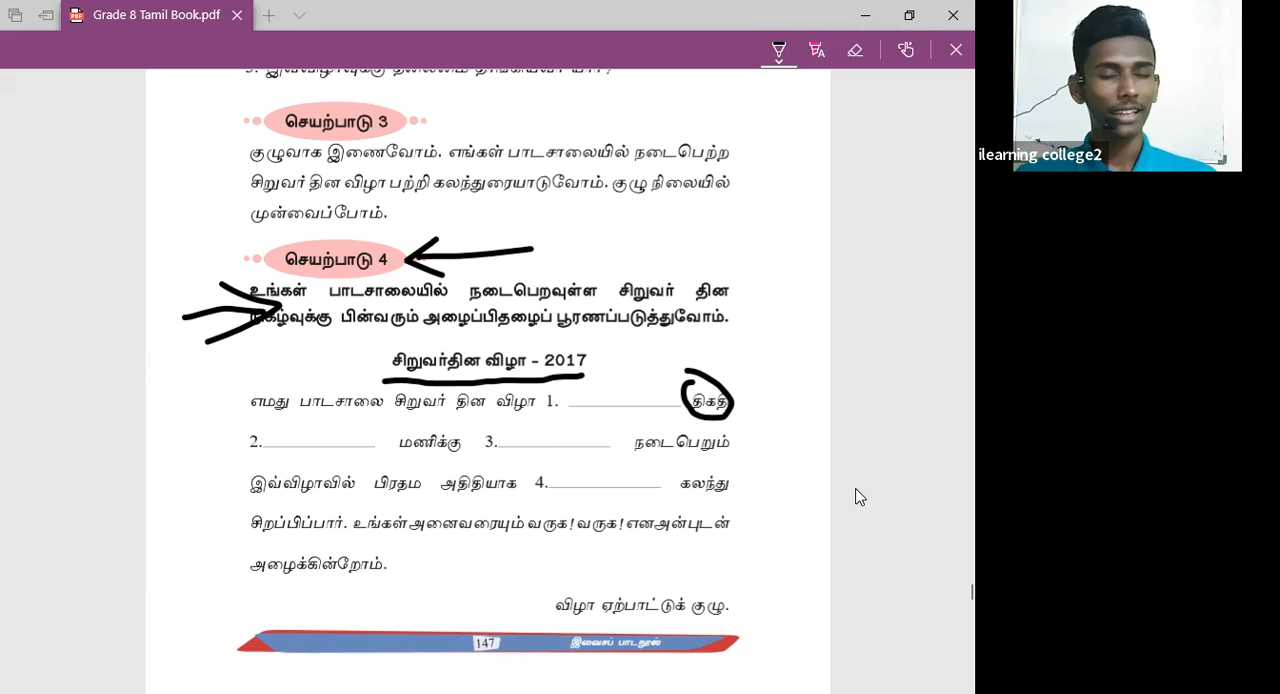 Grade 8 Tamil Book.pdf
ilearning college2
செயற்பாடு 3
குழுவாக இணைவோம். எங்கள் பாடசாலையில் நடைபெற்ற
சிறுவர் தின விழா பற்றி கலந்துரையாடுவோம். குழு நிலையில்
முன்வைப்போம்.
செயற்பாடு 4
உங்கள் பாடசாலையில் நடைபெறவுள்ள சிறுவர் தின
நிகழ்வுக்கு பின்வரும் அழைப்பிதழைப் பூரணப்படுத்துவோம்.
சிறுவர்தின விழா - 2017
எமது பாடசாலை சிறுவர் தின விழா 1. ____________ திகதி
2.____________ மணிக்கு 3.____________ நடைபெறும்
இவ்விழாவில் பிரதம அதிதியாக 4.____________ கலந்து
சிறப்பிப்பார். உங்கள் அனைவரையும் வருக! வருக! என அன்புடன்
அழைக்கின்றோம்.
விழா ஏற்பாட்டுக் குழு.
147 இலவசப் பாடநூல்